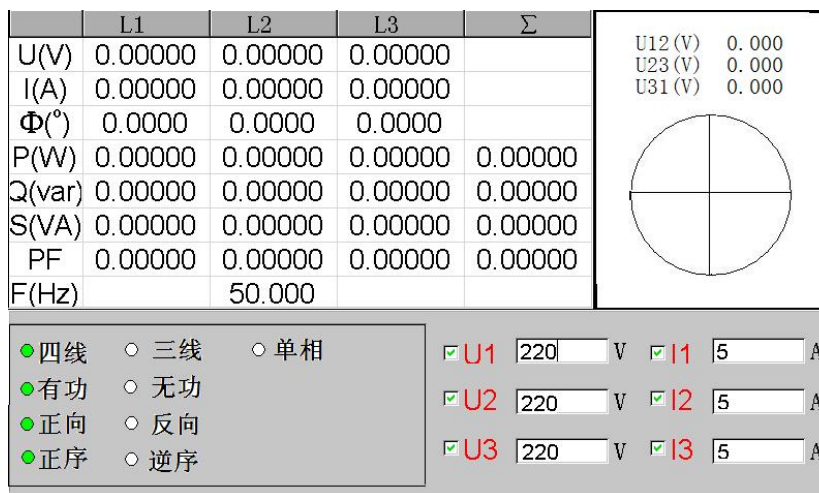 L1 L2 L3 Σ
U(V) 0.00000 0.00000 0.00000
I(A) 0.00000 0.00000 0.00000
Φ(°) 0.0000 0.0000 0.0000
P(W) 0.00000 0.00000 0.00000 0.00000
Q(var) 0.00000 0.00000 0.00000 0.00000
S(VA) 0.00000 0.00000 0.00000 0.00000
PF 0.00000 0.00000 0.00000 0.00000
F(Hz) 50.000
U12(V) 0.000
U23(V) 0.000
U31(V) 0.000
四线 三线 单相
有功 无功
正向 反向
正序 逆序
U1 220 V I1 5 A
U2 220 V I2 5 A
U3 220 V I3 5 A